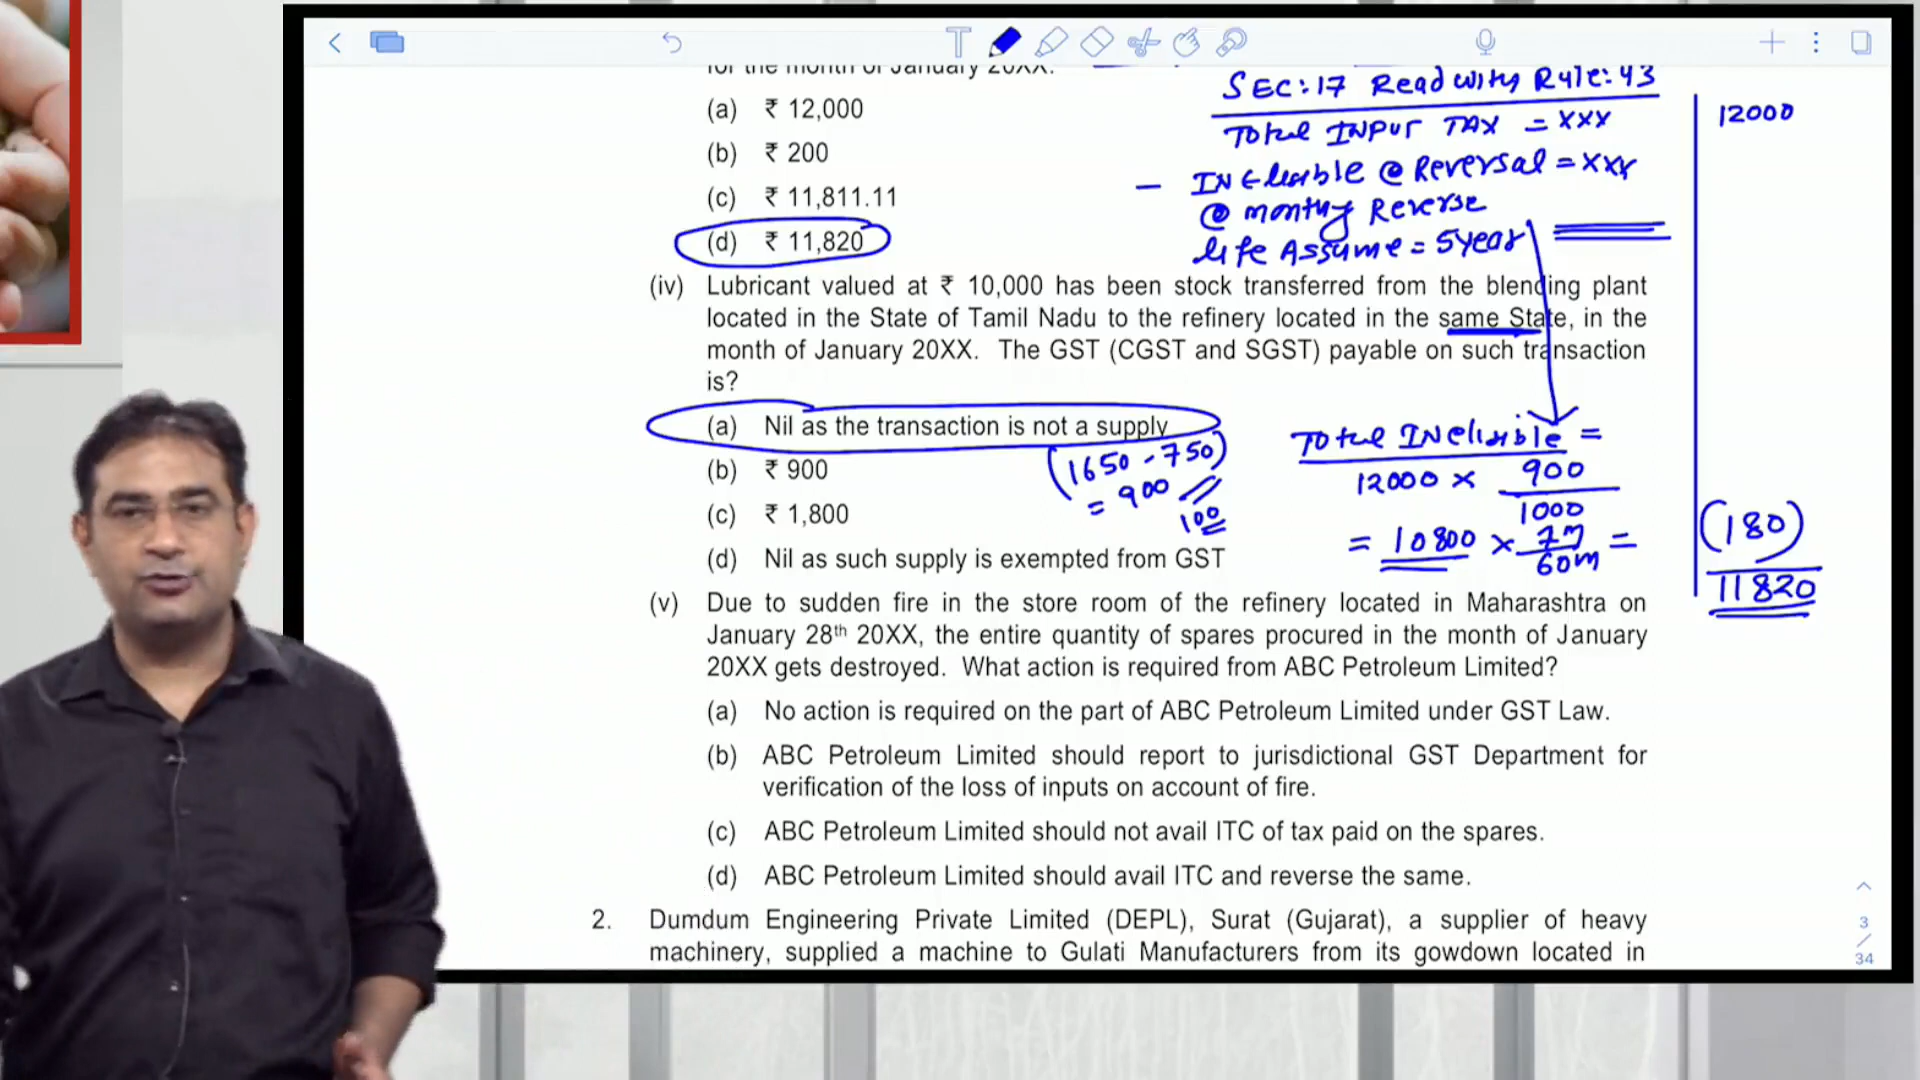 for the month of January 20XX.
(a) ₹ 12,000
(b) ₹ 200
(c) ₹ 11,811.11
(d) ₹ 11,820
SEC:17 Read with Rule:43
Total INPUT TAX = XXX
- INEligible @ Reversal = XXX
@ monthly Reverse
life Assume = 5year
12000
(iv) Lubricant valued at ₹ 10,000 has been stock transferred from the blending plant
located in the State of Tamil Nadu to the refinery located in the same State, in the
month of January 20XX. The GST (CGST and SGST) payable on such transaction
is?
(a) Nil as the transaction is not a supply
(b) ₹ 900
(c) ₹ 1,800
(d) Nil as such supply is exempted from GST
(1650 - 750)
= 900
100
Total INeligible =
12000 x 900
1000
= 10800 x 7m =
60m
(180)
11820
(v) Due to sudden fire in the store room of the refinery located in Maharashtra on
January 28th 20XX, the entire quantity of spares procured in the month of January
20XX gets destroyed. What action is required from ABC Petroleum Limited?
(a) No action is required on the part of ABC Petroleum Limited under GST Law.
(b) ABC Petroleum Limited should report to jurisdictional GST Department for
verification of the loss of inputs on account of fire.
(c) ABC Petroleum Limited should not avail ITC of tax paid on the spares.
(d) ABC Petroleum Limited should avail ITC and reverse the same.
2. Dumdum Engineering Private Limited (DEPL), Surat (Gujarat), a supplier of heavy
machinery, supplied a machine to Gulati Manufacturers from its gowdown located in
3
/
34